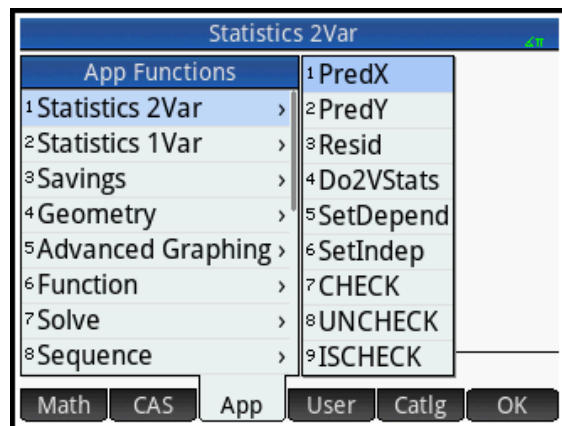 Statistics 2Var
∡π
App Functions
1 Statistics 2Var ›
2 Statistics 1Var ›
3 Savings ›
4 Geometry ›
5 Advanced Graphing ›
6 Function ›
7 Solve ›
8 Sequence ›
1 PredX
2 PredY
3 Resid
4 Do2VStats
5 SetDepend
6 SetIndep
7 CHECK
8 UNCHECK
9 ISCHECK
Math CAS App User Catlg OK